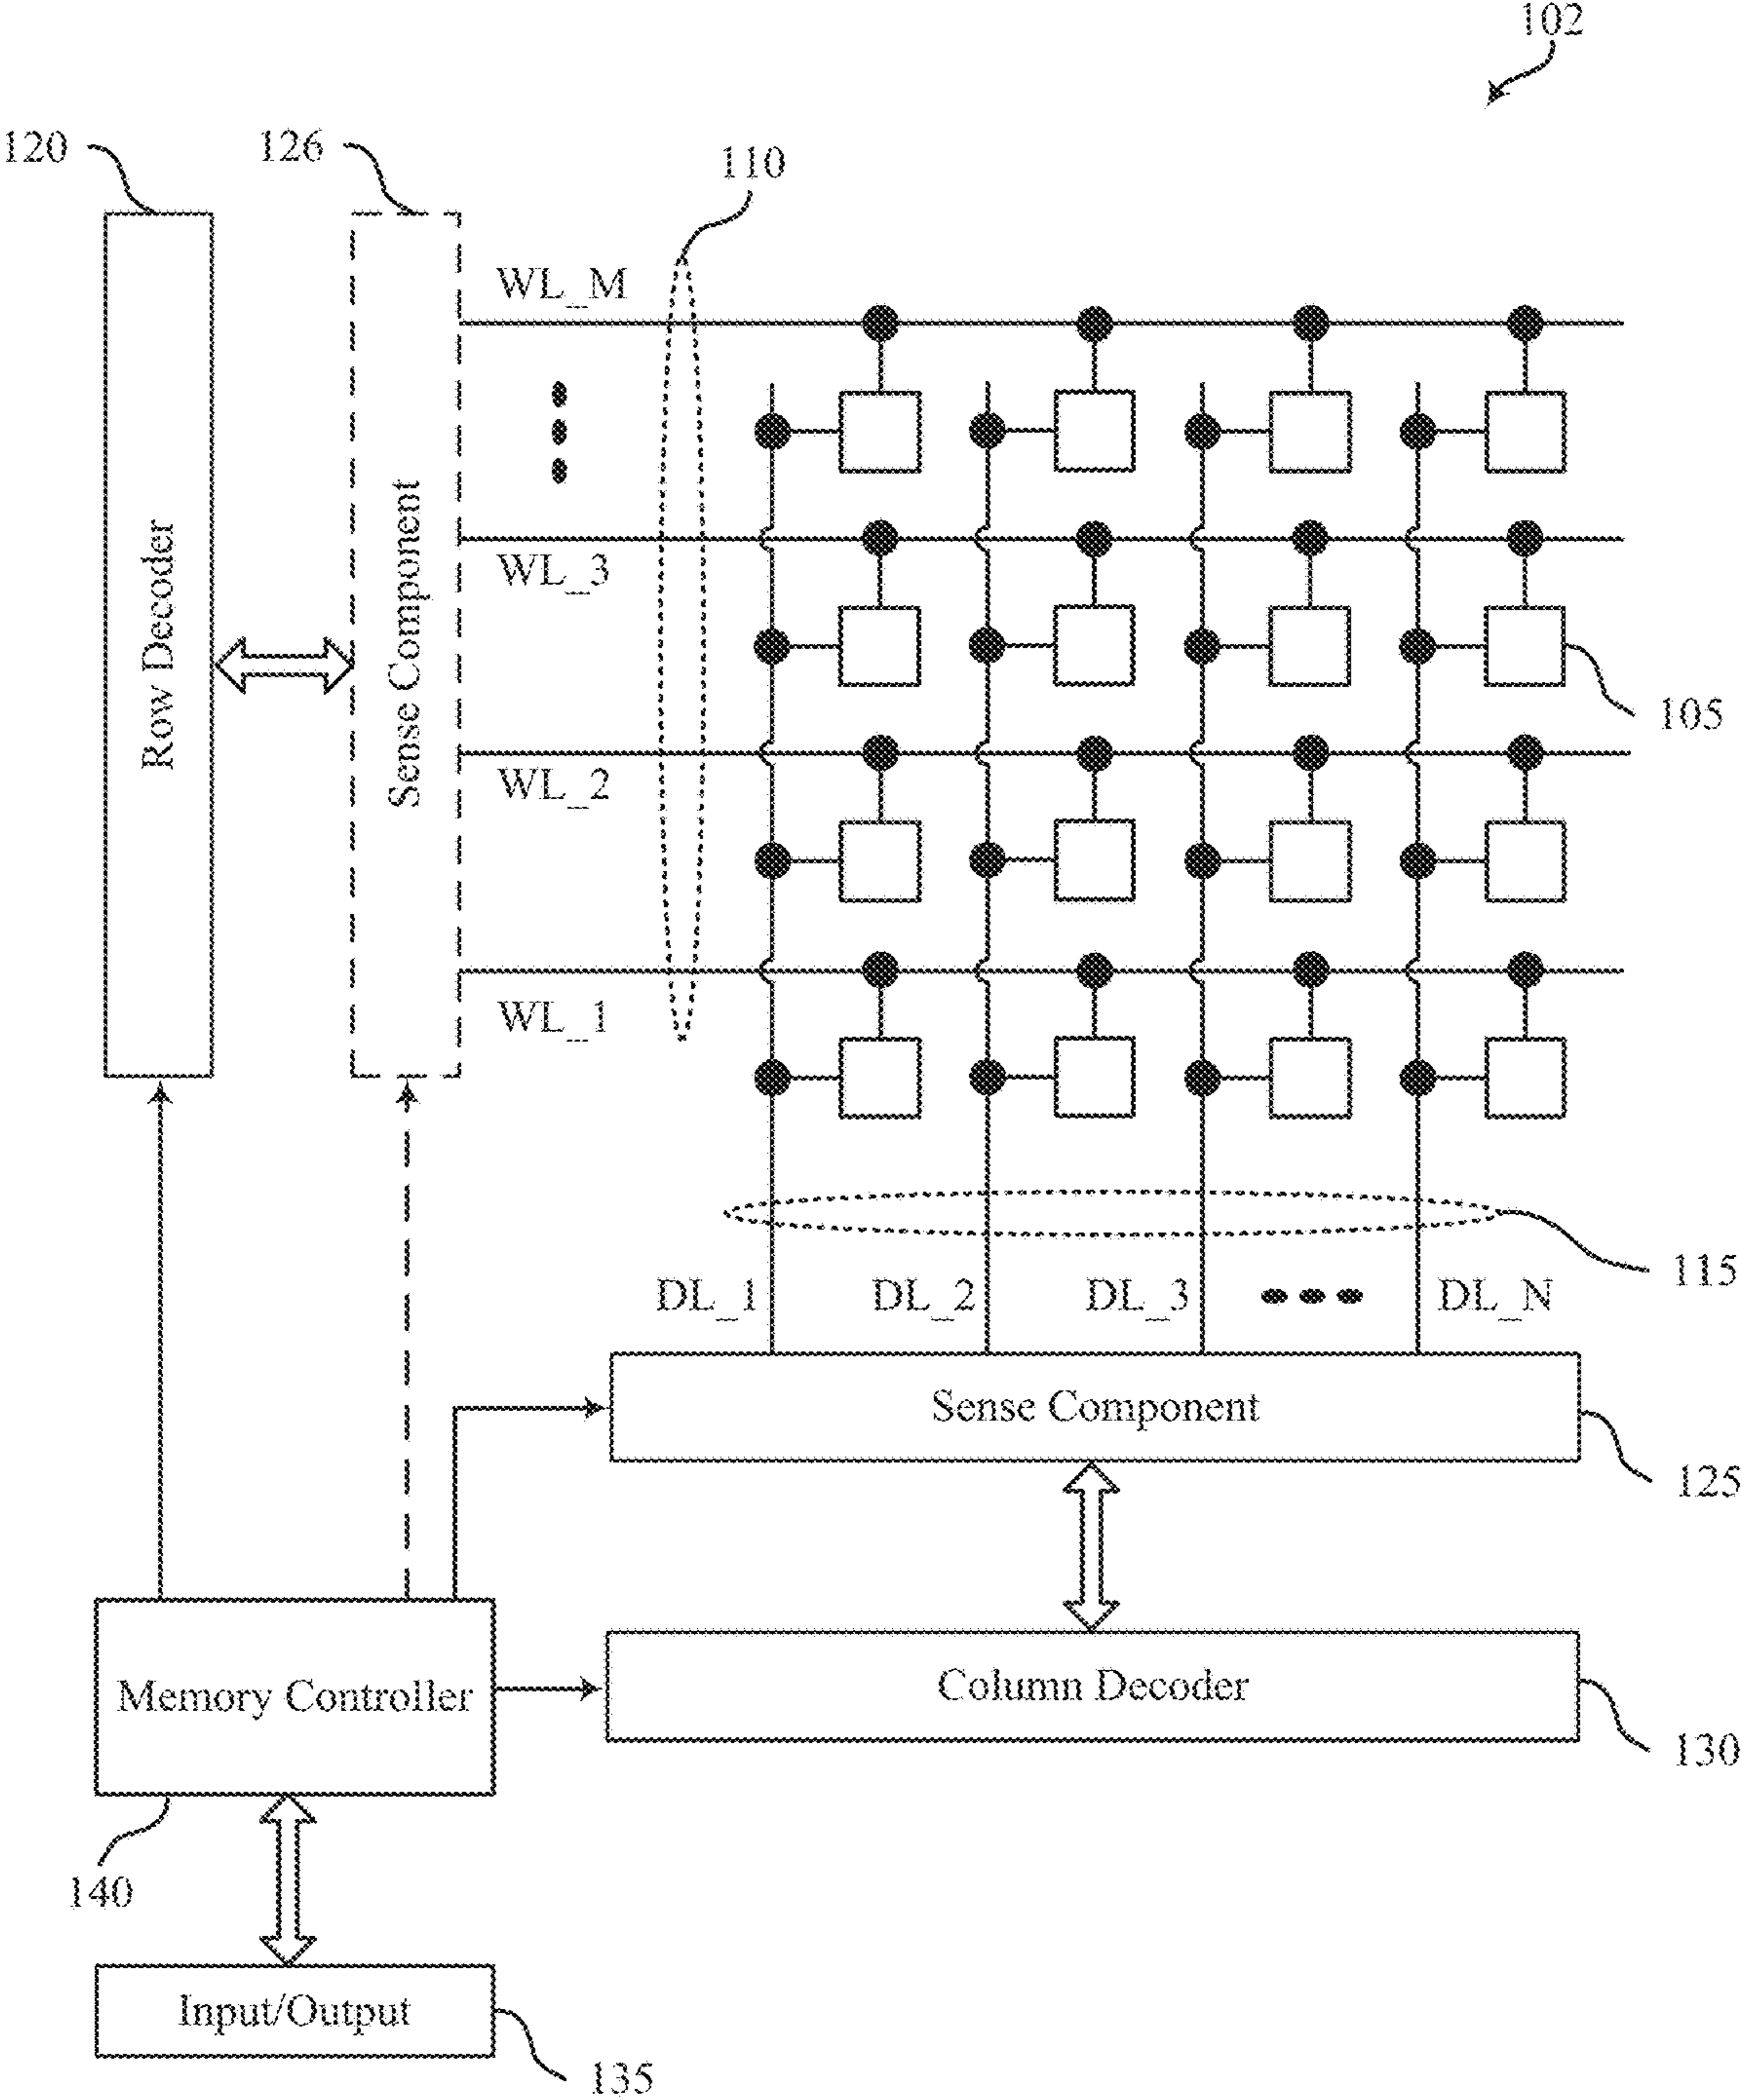 102
120
126
110
WL_M
Row Decoder
Sense Component
WL_3
105
WL_2
WL_1
115
DL_1
DL_2
DL_3
DL_N
Sense Component
125
Memory Controller
Column Decoder
130
140
Input/Output
135